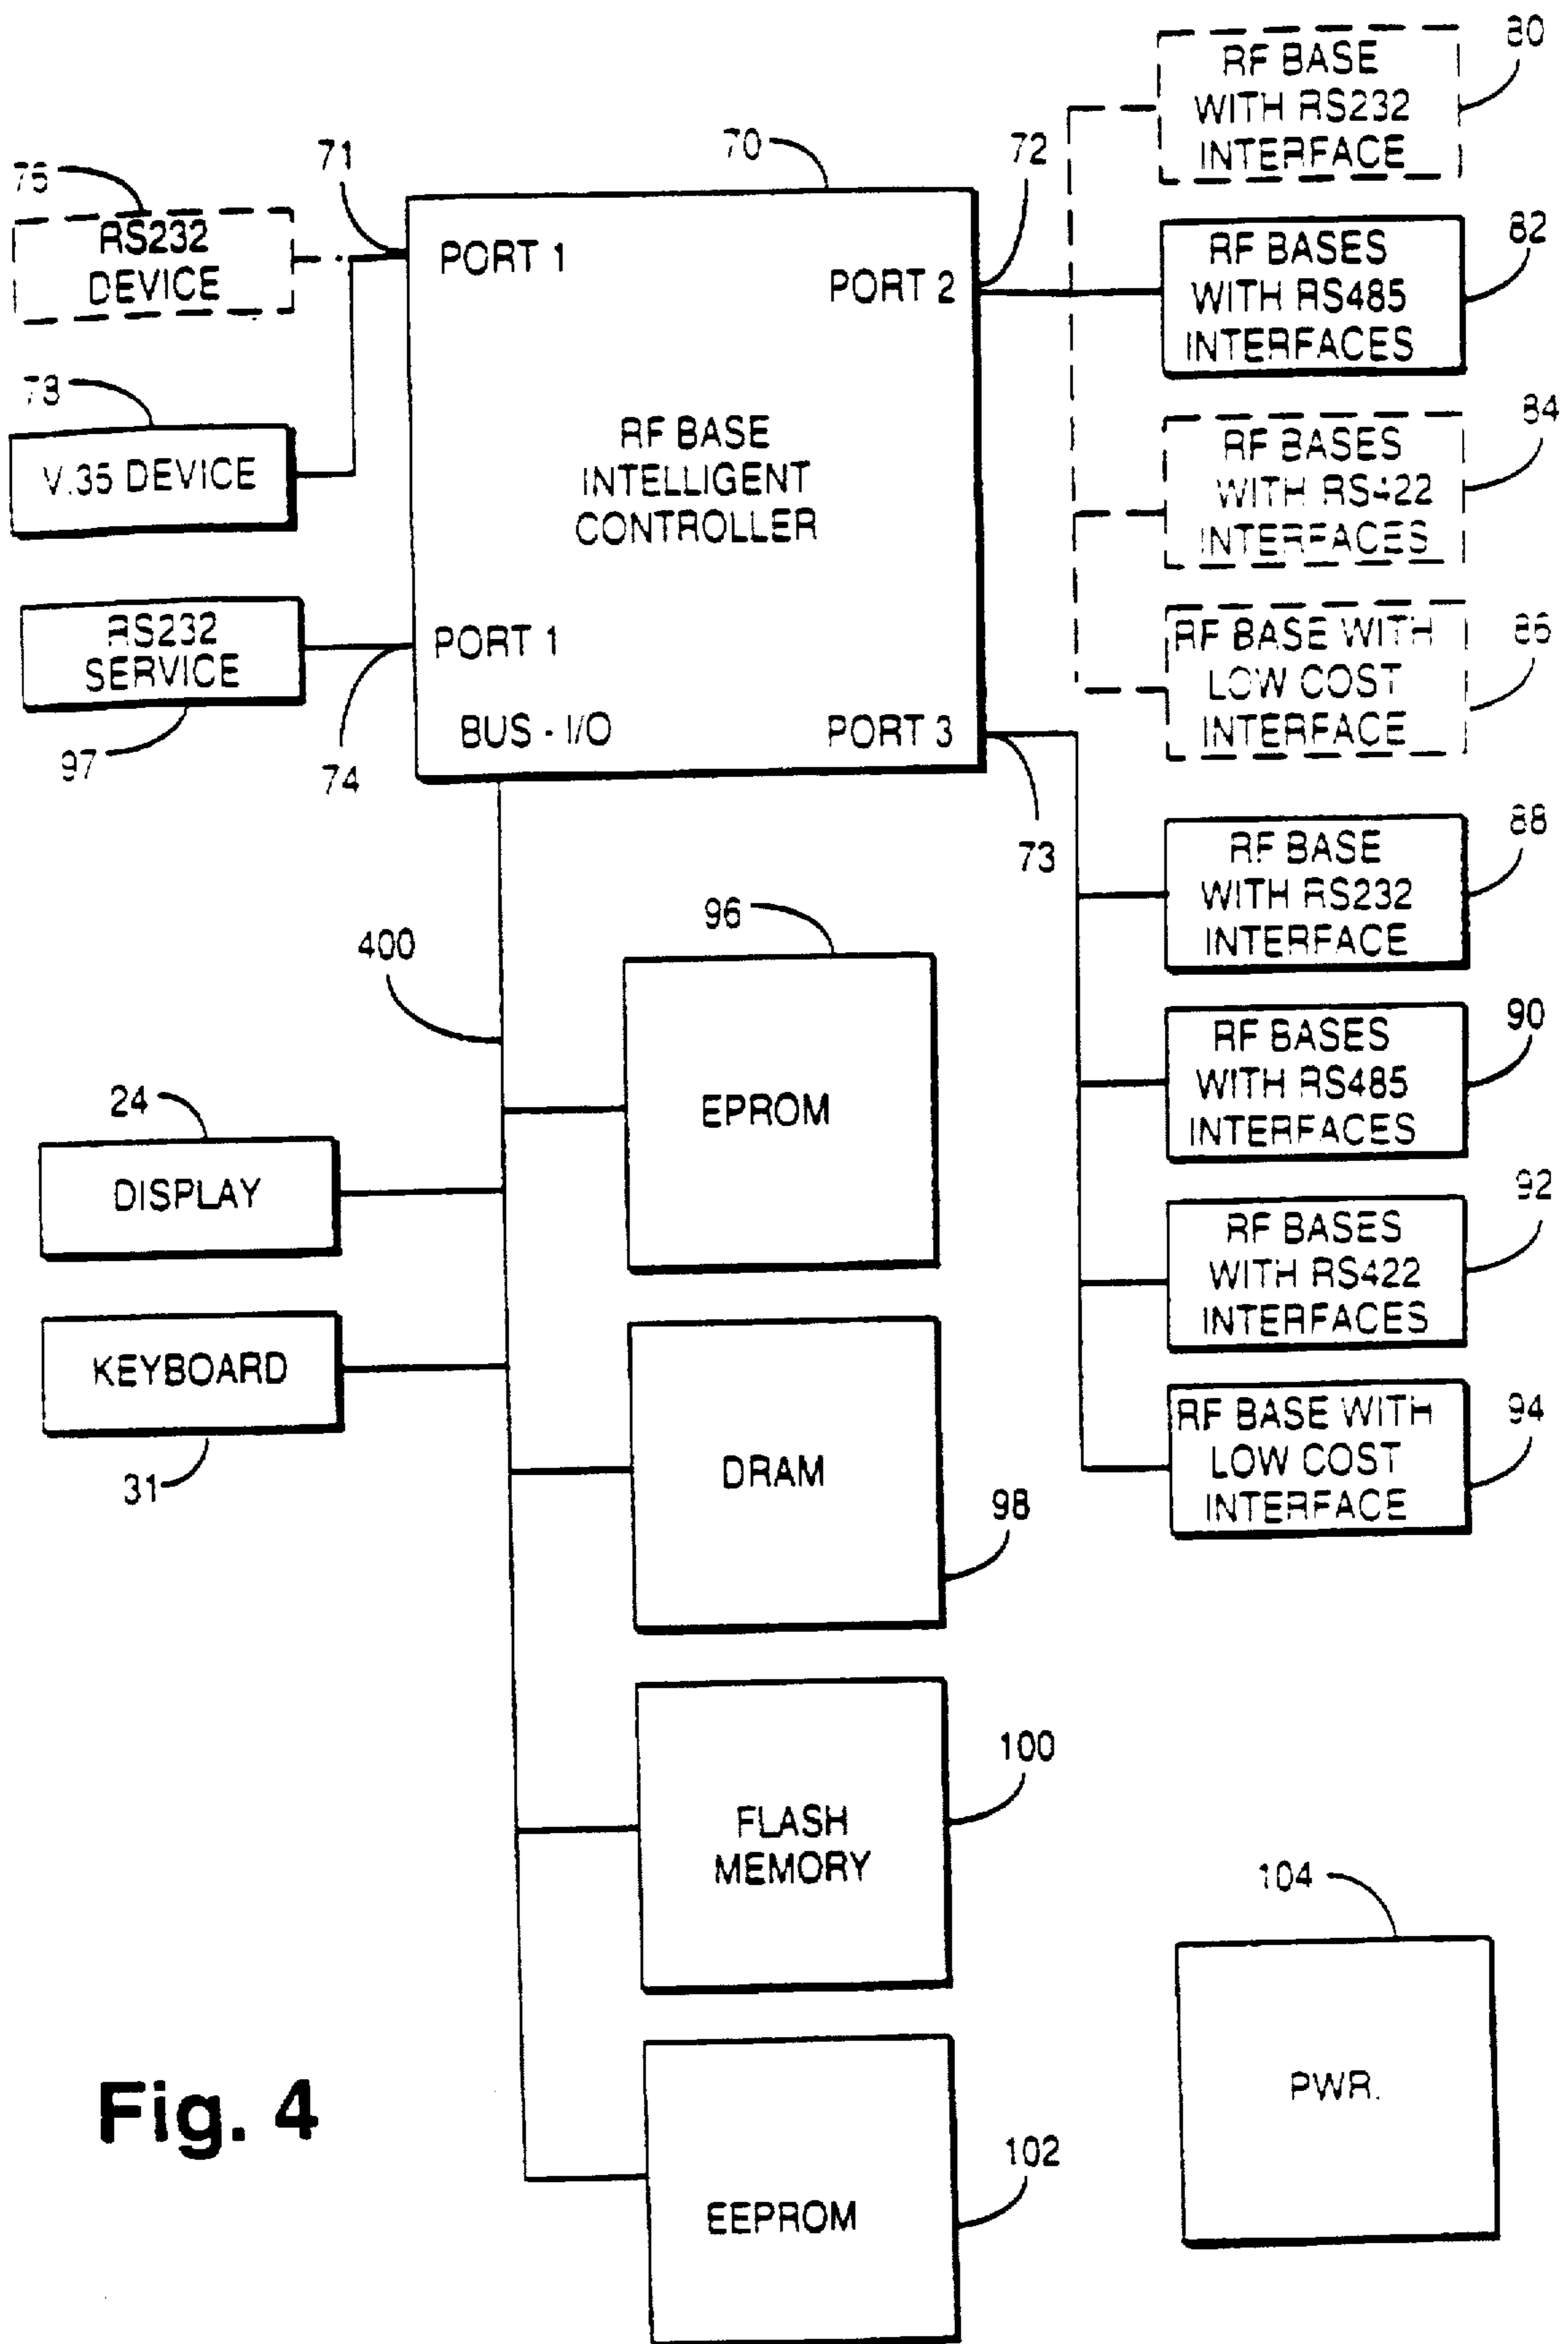 80
RF BASE
WITH RS232
INTERFACE
76
RS232
DEVICE
71
70
72
PORT 1
PORT 2
RF BASES
WITH RS485
INTERFACES
82
78
V.35 DEVICE
RF BASE
INTELLIGENT
CONTROLLER
RF BASES
WITH RS422
INTERFACES
84
RS232
SERVICE
97
PORT 1
74
BUS - I/O
PORT 3
73
RF BASE WITH
LOW COST
INTERFACE
86
RF BASE
WITH RS232
INTERFACE
88
400
96
EPROM
RF BASES
WITH RS485
INTERFACES
90
24
DISPLAY
RF BASES
WITH RS422
INTERFACES
92
KEYBOARD
31
DRAM
98
RF BASE WITH
LOW COST
INTERFACE
94
FLASH
MEMORY
100
104
PWR.
EEPROM
102
Fig. 4